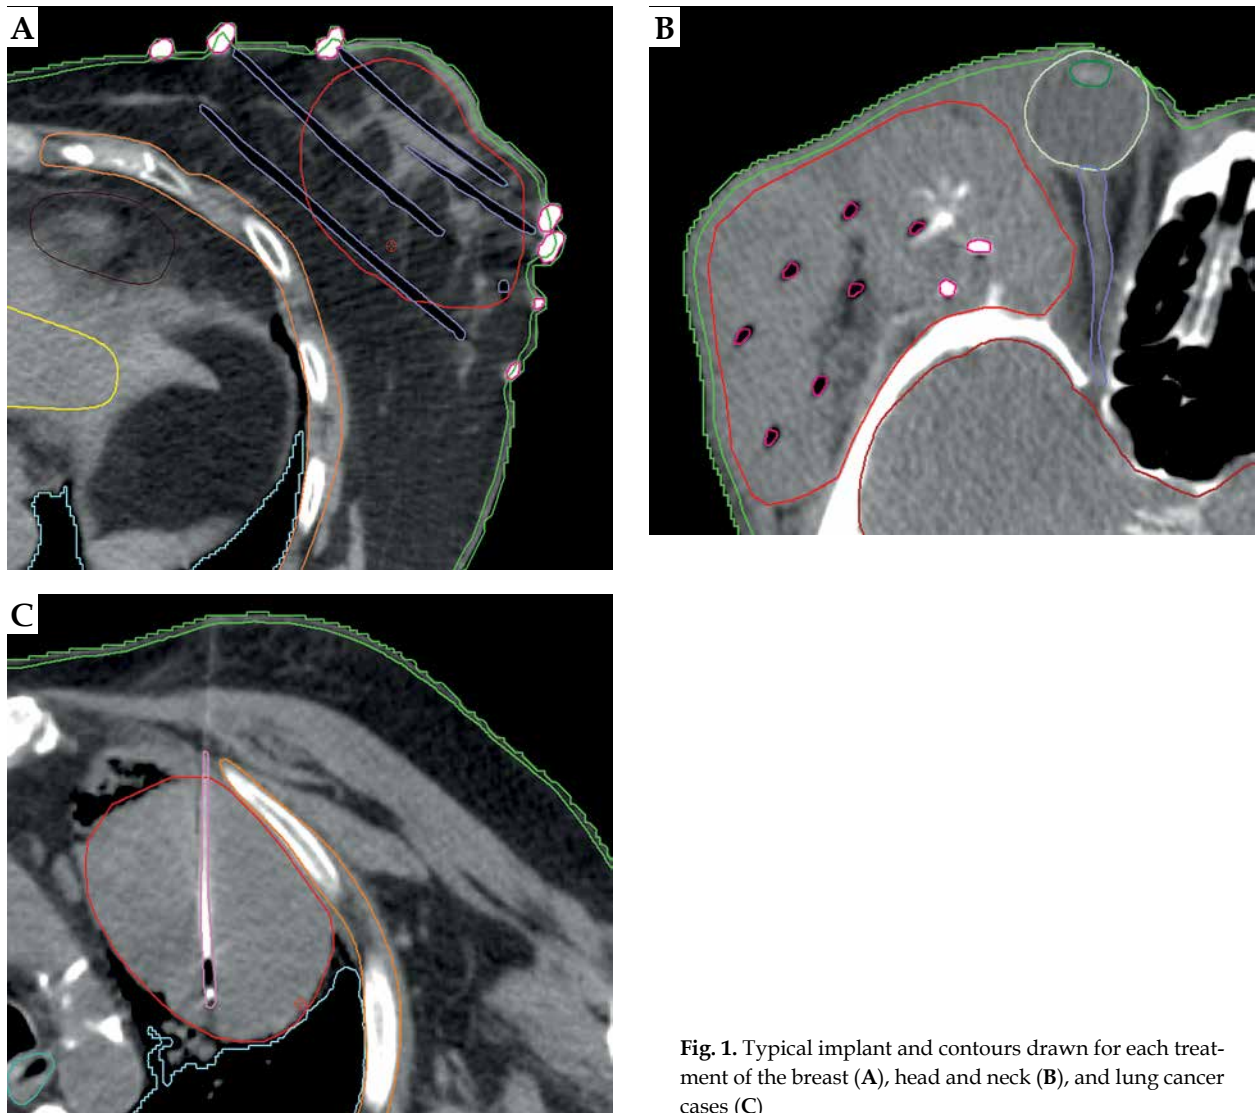 A
B
C
Fig. 1. Typical implant and contours drawn for each treat-
ment of the breast (A), head and neck (B), and lung cancer
cases (C)